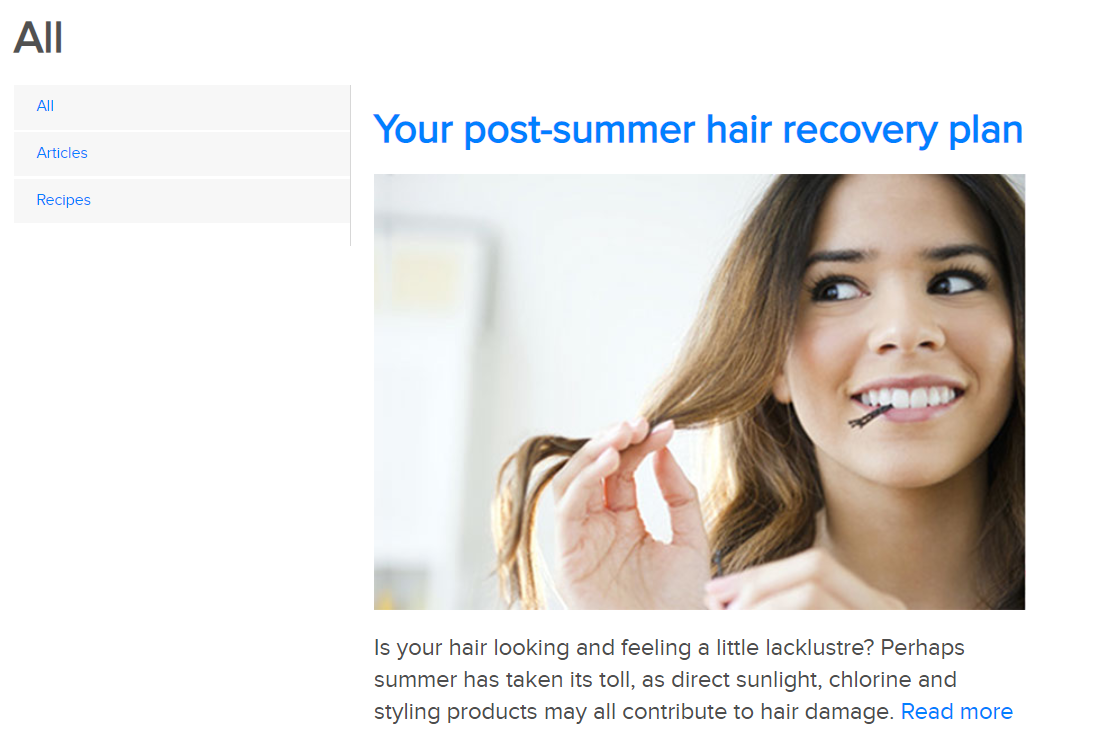 All
All
Articles
Recipes
Your post-summer hair recovery plan
Is your hair looking and feeling a little lacklustre? Perhaps
summer has taken its toll, as direct sunlight, chlorine and
styling products may all contribute to hair damage. Read more